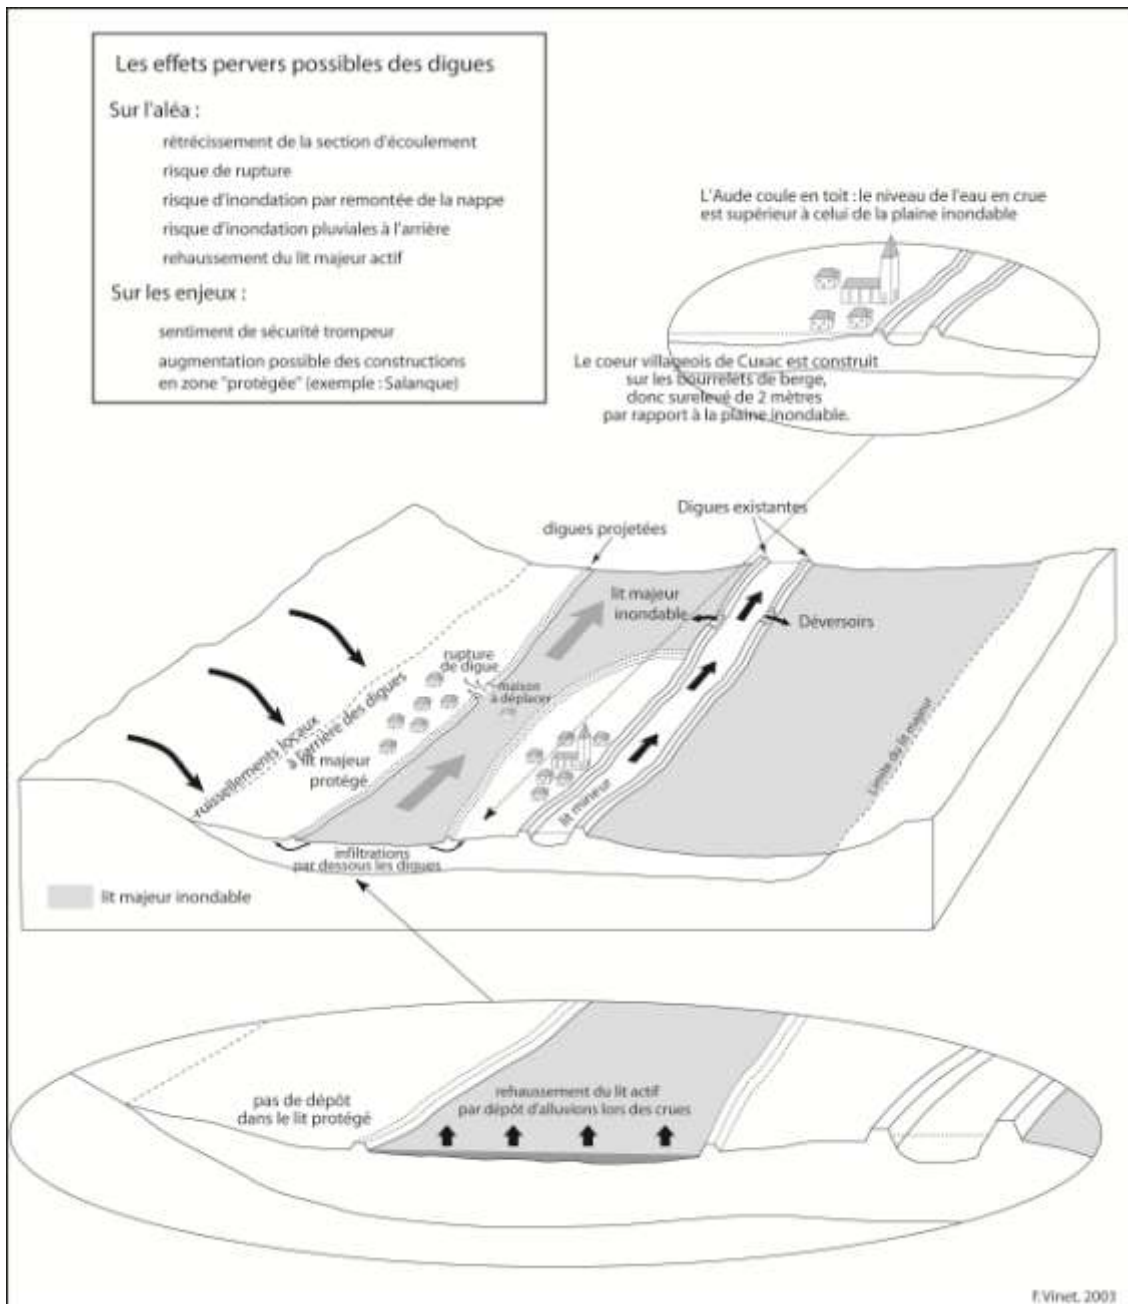 Les effets pervers possibles des digues
Sur l'aléa :
rétrécissement de la section d'écoulement
risque de rupture
risque d'inondation par remontée de la nappe
risque d'inondation pluviales à l'arrière
rehaussement du lit majeur actif
Sur les enjeux :
sentiment de sécurité trompeur
augmentation possible des constructions
en zone "protégée" (exemple : Salanque)
L'Aude coule en toit : le niveau de l'eau en crue
est supérieur à celui de la plaine inondable
Le coeur villageois de Cuxac est construit
sur les bourrelets de berge,
donc surelevé de 2 mètres
par rapport à la plaine inondable.
Digues existantes
digues projetées
lit majeur
inondable
Déversoirs
rupture
de digue
maison
à déplacer
ruissellements locaux
à l'arrière des digues
lit majeur
protégé
lit mineur
Limite du lit majeur
infiltrations
par dessous les digues
lit majeur inondable
pas de dépôt
dans le lit protégé
rehaussement du lit actif
par dépôt d'alluvions lors des crues
F. Vinet, 2003